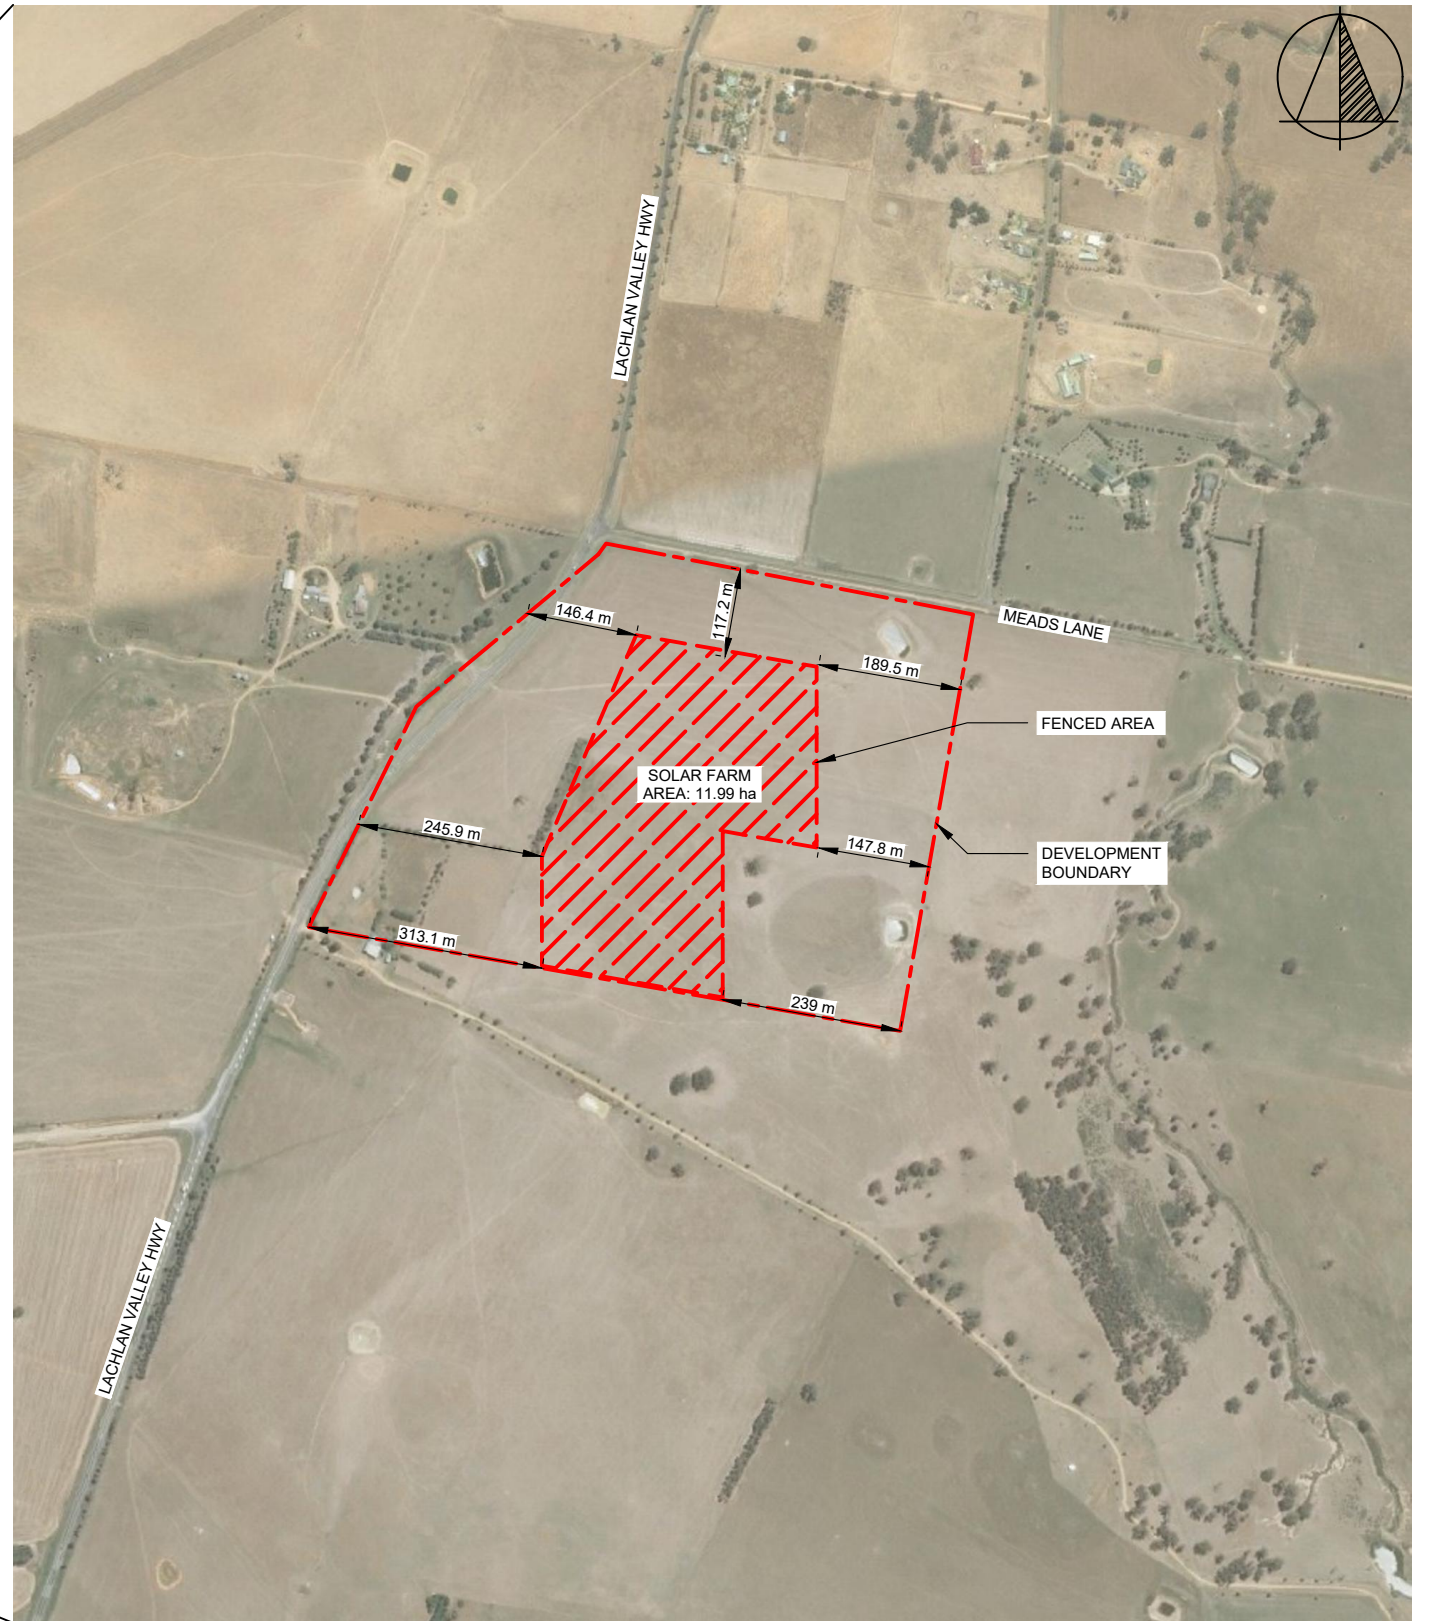 LACHLAN VALLEY HWY
146.4 m
117.2 m
MEADS LANE
189.5 m
FENCED AREA
SOLAR FARM
AREA: 11.99 ha
245.9 m
147.8 m
DEVELOPMENT
BOUNDARY
313.1 m
239 m
LACHLAN VALLEY HWY